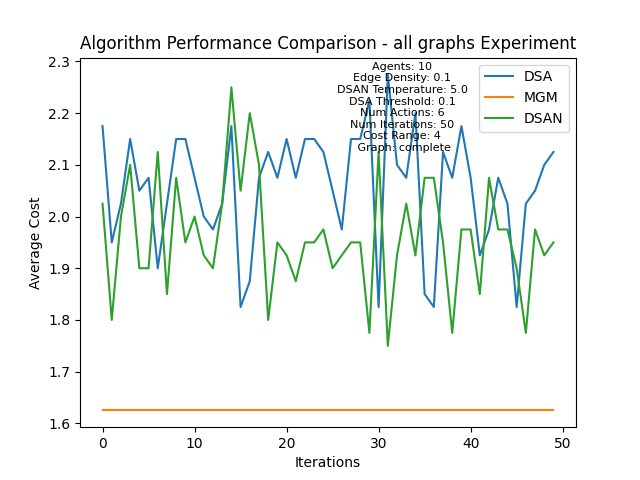 Algorithm Performance Comparison - all graphs Experiment
Agents: 10
Edge Density: 0.1
DSAN Temperature: 5.0
DSA Threshold: 0.1
Num Actions: 6
Num Iterations: 50
Cost Range: 4
Graph: complete
DSA
MGM
DSAN
Average Cost
2.3
2.2
2.1
2.0
1.9
1.8
1.7
1.6
0 10 20 30 40 50
Iterations